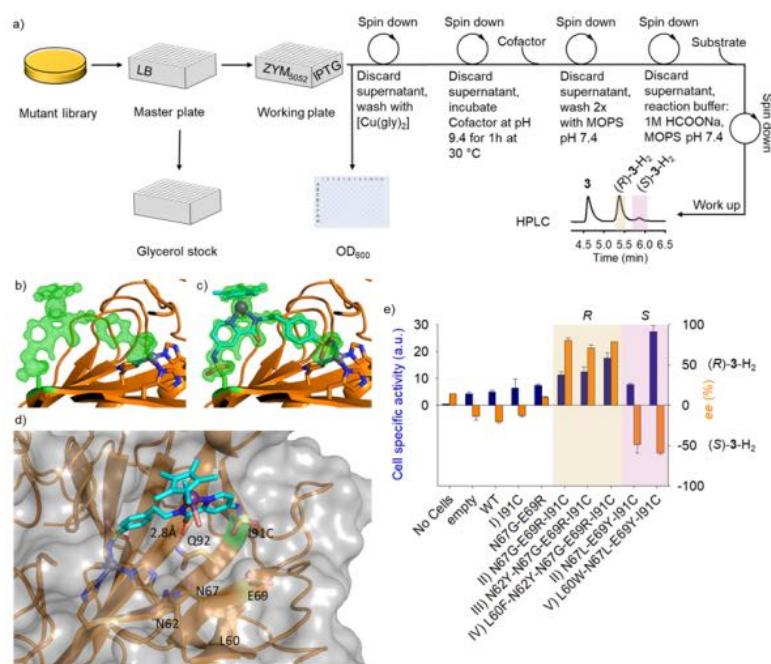 a)
Mutant library
LB
Master plate
ZYM5052
IPTG
Working plate
Glycerol stock
OD600
Spin down
Discard
supernatant,
wash with
[Cu(gly)2]
Spin down
Cofactor
Discard
supernatant,
incubate
Cofactor at pH
9.4 for 1h at
30 °C
Spin down
Discard
supernatant,
wash 2x
with MOPS
pH 7.4
Spin down
Substrate
Discard
supernatant,
reaction buffer:
1M HCOONa,
MOPS pH 7.4
Spin
down
Work up
HPLC
3
(R)-3-H2
(S)-3-H2
4.5 5.0 5.5 6.0 6.5
Time (min)
b)
c)
d)
2.8Å
Q92
I91C
N67
E69
N62
L60
e)
R
S
Cell specific activity (a.u.)
30
20
10
0
100
50
0
-50
-100
ee (%)
(R)-3-H2
(S)-3-H2
No Cells
empty
WT
I) I91C
N67G-E69R
II) N67G-E69R-I91C
III) N62Y-N67G-E69R-I91C
IV) L60F-N62Y-N67G-E69R-I91C
II) N67L-E69Y-I91C
V) L60W-N67L-E69Y-I91C